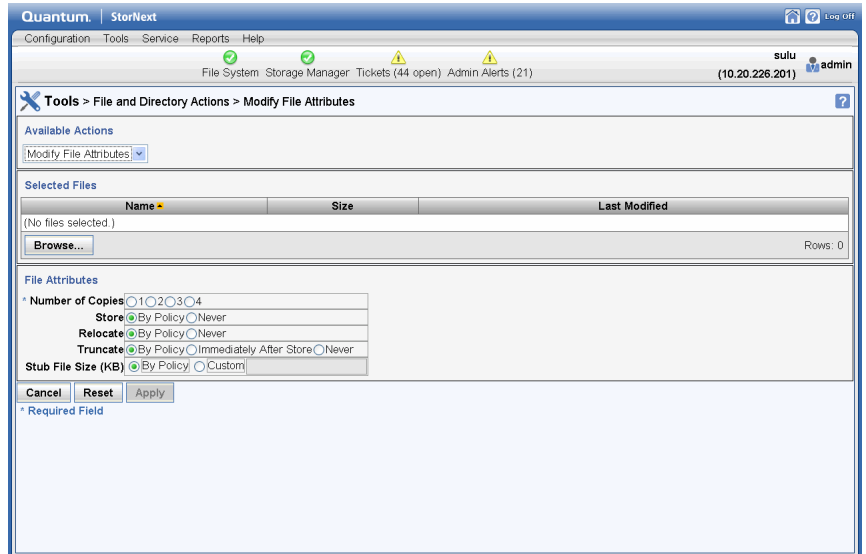 Quantum. | StorNext Log Off
Configuration Tools Service Reports Help
File System Storage Manager Tickets (44 open) Admin Alerts (21)
sulu
(10.20.226.201) admin
Tools > File and Directory Actions > Modify File Attributes ?
Available Actions
Modify File Attributes
Selected Files
Name Size Last Modified
(No files selected.)
Browse... Rows: 0
File Attributes
* Number of Copies 1 2 3 4
Store By Policy Never
Relocate By Policy Never
Truncate By Policy Immediately After Store Never
Stub File Size (KB) By Policy Custom
Cancel Reset Apply
* Required Field